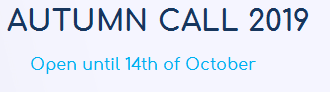 AUTUMN CALL 2019
Open until 14th of October